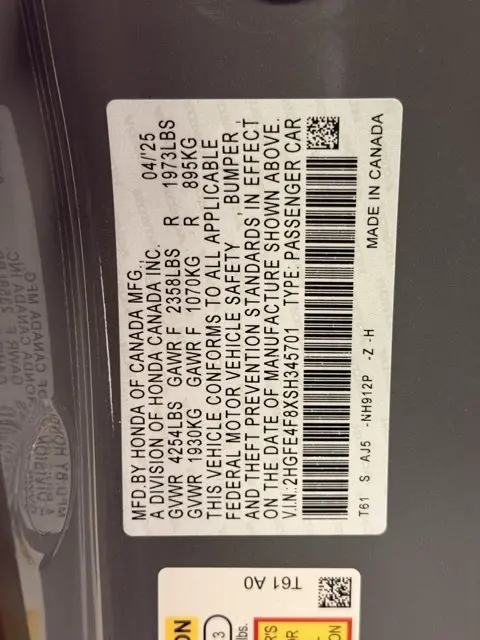 MFD BY HONDA OF CANADA MFG., 04/'25
A DIVISION OF HONDA CANADA INC.
GVWR 4254LBS GAWR F 2358LBS R 1973LBS
GVWR 1930KG GAWR F 1070KG R 895KG
THIS VEHICLE CONFORMS TO ALL APPLICABLE
FEDERAL MOTOR VEHICLE SAFETY, BUMPER,
AND THEFT PREVENTION STANDARDS IN EFFECT
ON THE DATE OF MANUFACTURE SHOWN ABOVE.
V.I.N.: 2HGFE4F8XSH345701 TYPE: PASSENGER CAR
T61 S AJ5 -NH912P -Z -H
MADE IN CANADA
T61 A0
3
lbs.